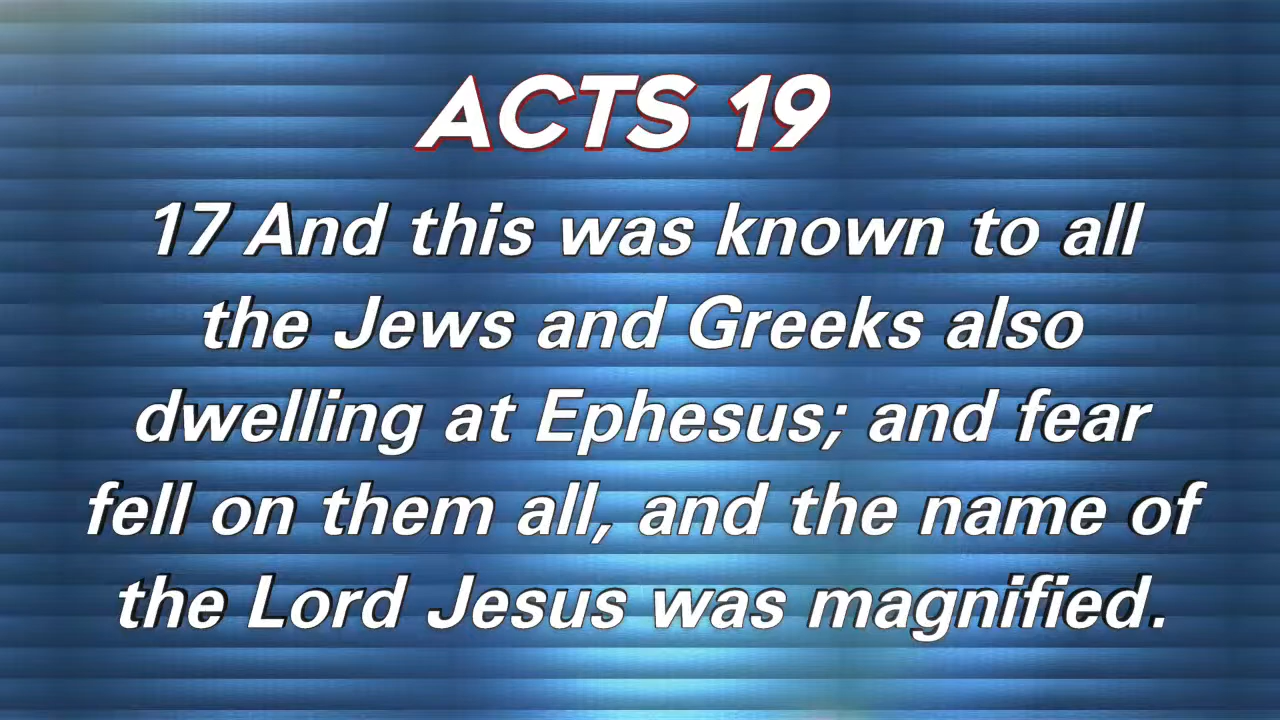 ACTS 19
17 And this was known to all
the Jews and Greeks also
dwelling at Ephesus; and fear
fell on them all, and the name of
the Lord Jesus was magnified.